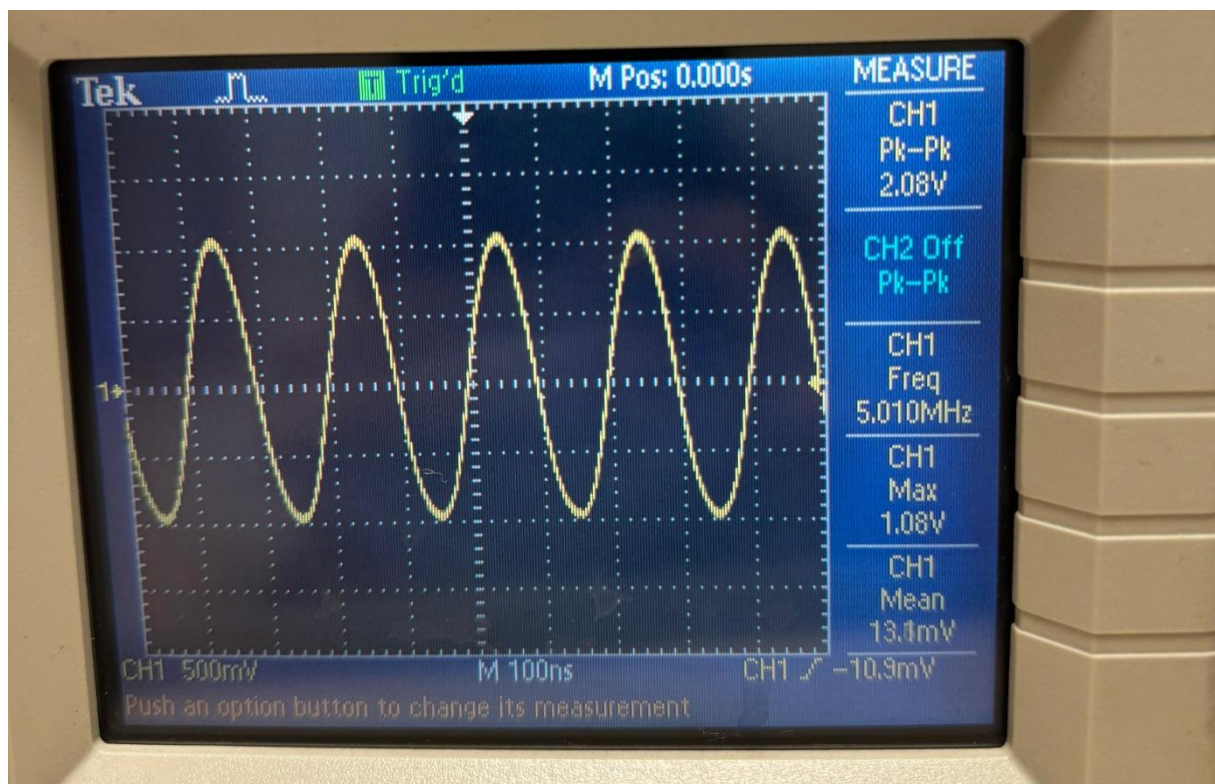 Tek T Trig'd M Pos: 0.000s MEASURE
CH1
Pk-Pk
2.08V
CH2 Off
Pk-Pk
CH1
Freq
5.010MHz
CH1
Max
1.08V
CH1
Mean
1
CH1 500mV M 100ns CH1 -10.9mV
Push an option button to change its measurement